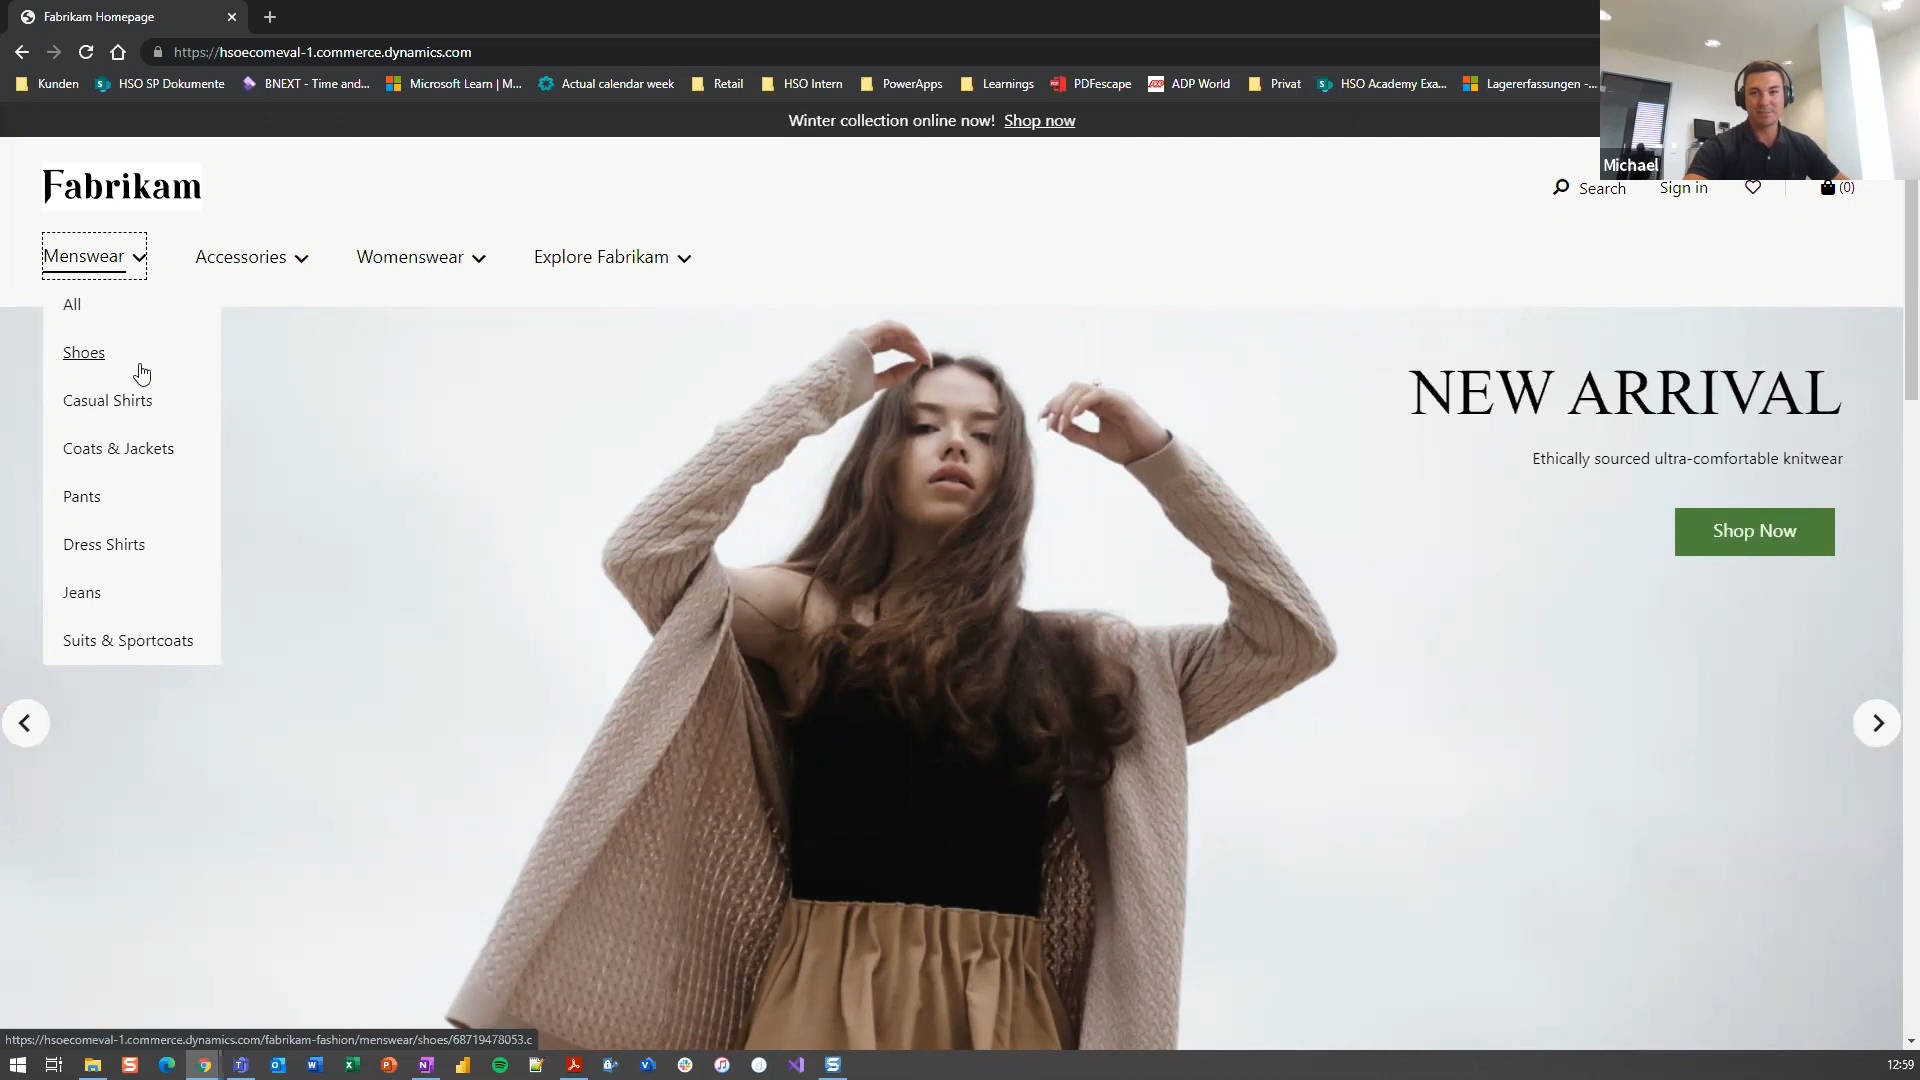 Fabrikam Homepage
https://hsoecomeval-1.commerce.dynamics.com
Kunden
HSO SP Dokumente
BNEXT - Time and...
Microsoft Learn | M...
Actual calendar week
Retail
HSO Intern
PowerApps
Learnings
PDFescape
ADP World
Privat
HSO Academy Exa...
Lagererfassungen -...
Winter collection online now! Shop now
Michael
Fabrikam
Search
Sign in
(0)
Menswear
Accessories
Womenswear
Explore Fabrikam
All
Shoes
Casual Shirts
Coats & Jackets
Pants
Dress Shirts
Jeans
Suits & Sportcoats
NEW ARRIVAL
Ethically sourced ultra-comfortable knitwear
Shop Now
https://hsoecomeval-1.commerce.dynamics.com/fabrikam-fashion/menswear/shoes/68719478053.c
12:59